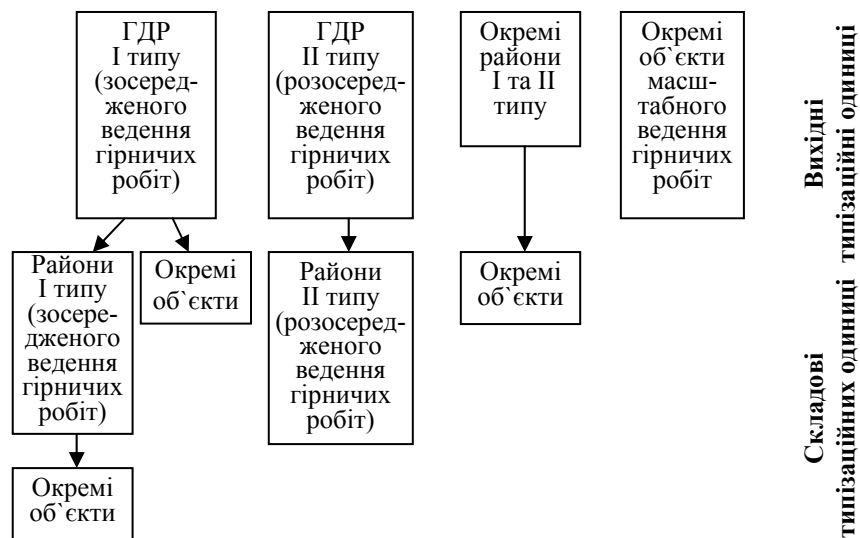 ГДР
І типу
(зосеред-
женого
ведення
гірничих
робіт)
ГДР
ІІ типу
(розосеред-
женого
ведення
гірничих
робіт)
Окремі
райони
І та ІІ
типу
Окремі
об`єкти
масш-
табного
ведення
гірничих
робіт
Вихідні
типізаційні одиниці
Райони
І типу
(зосере-
дженого
ведення
гірничих
робіт)
Окремі
об`єкти
Райони
ІІ типу
(розосеред-
женого
ведення
гірничих
робіт)
Окремі
об`єкти
Складові
типізаційних одиниці
Окремі
об`єкти